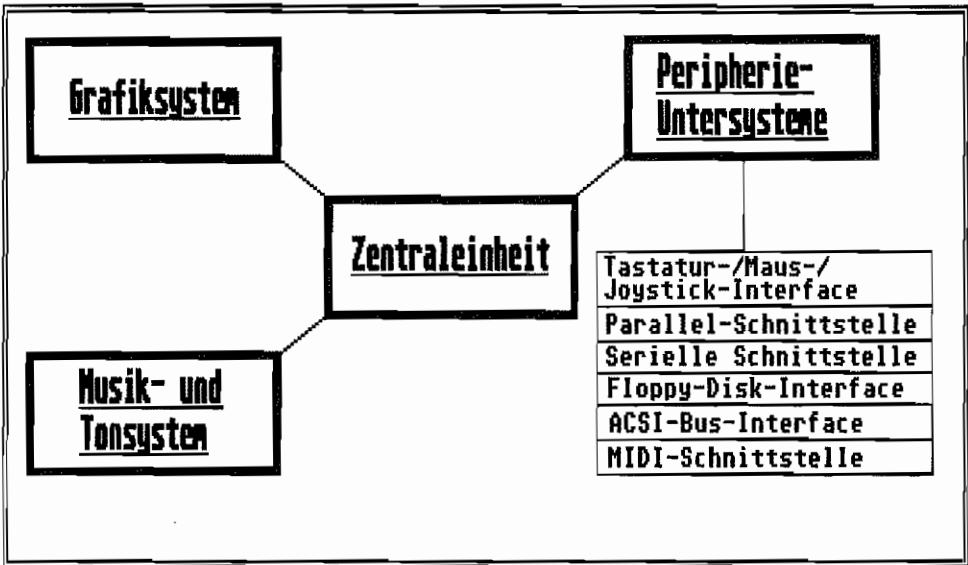 Grafiksystem
Peripherie-
Untersysteme
Zentraleinheit
Tastatur-/Maus-/
Joystick-Interface
Parallel-Schnittstelle
Serielle Schnittstelle
Floppy-Disk-Interface
ACSI-Bus-Interface
MIDI-Schnittstelle
Musik- und
Tonsystem